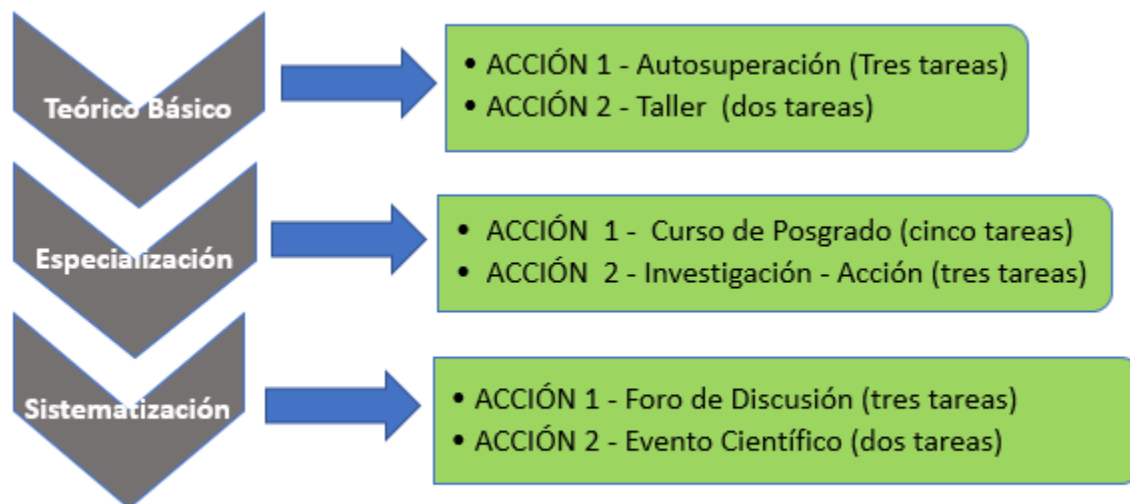 Teórico Básico
• ACCIÓN 1 - Autosuperación (Tres tareas)
• ACCIÓN 2 - Taller (dos tareas)
Especialización
• ACCIÓN 1 - Curso de Posgrado (cinco tareas)
• ACCIÓN 2 - Investigación - Acción (tres tareas)
Sistematización
• ACCIÓN 1 - Foro de Discusión (tres tareas)
• ACCIÓN 2 - Evento Científico (dos tareas)